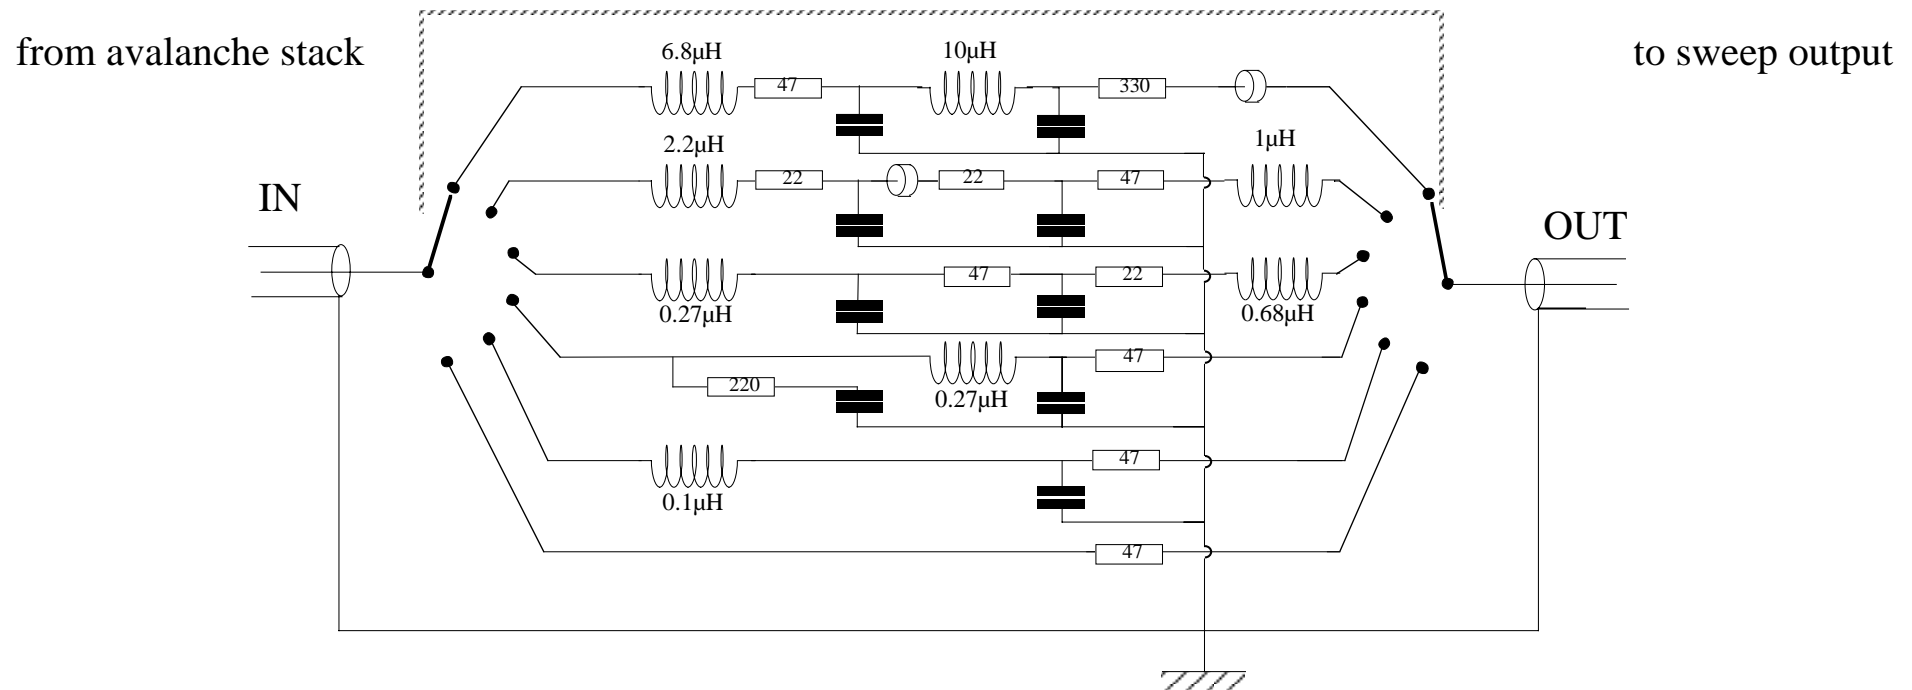 from avalanche stack
to sweep output
6.8µH
10µH
47
330
2.2µH
1µH
22
22
47
IN
OUT
47
22
0.27µH
0.68µH
47
220
0.27µH
47
0.1µH
47